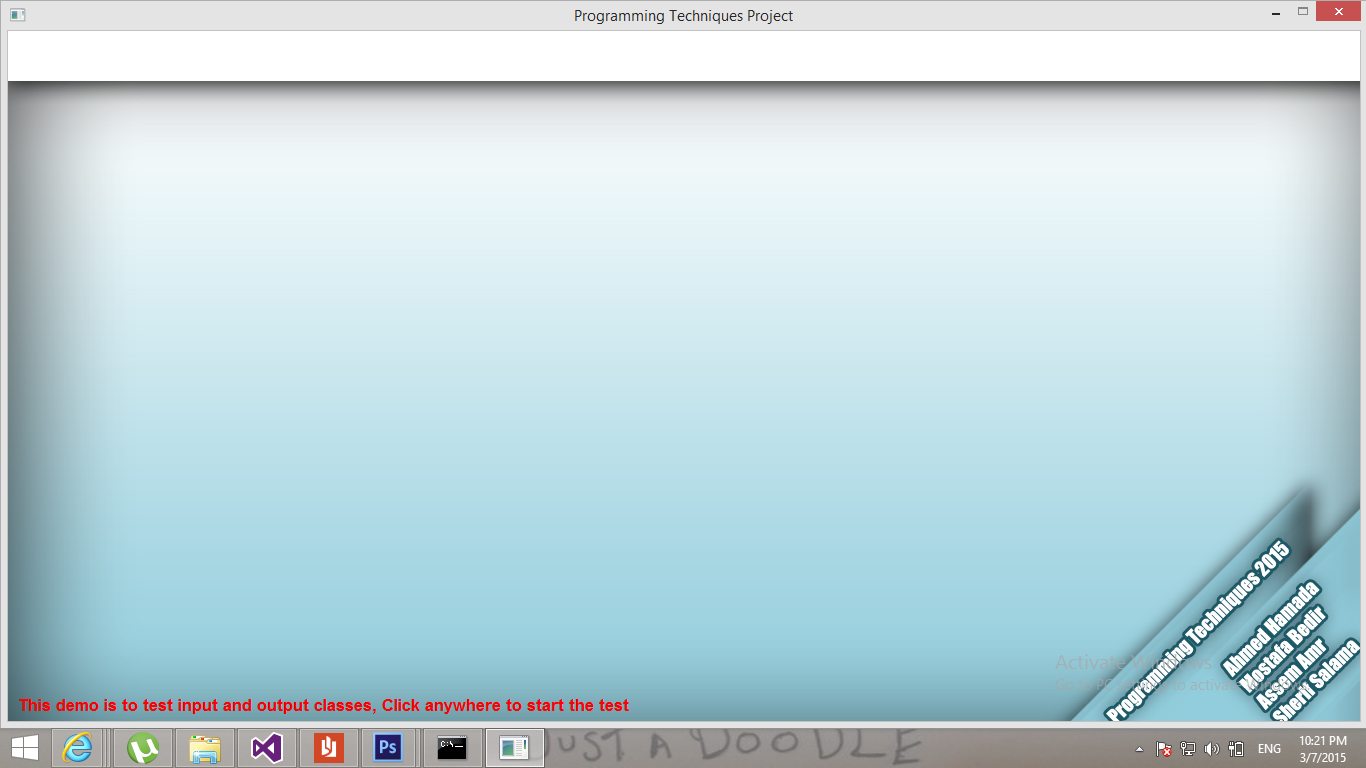 Programming Techniques Project
Programming Techniques 2015
Ahmed Hamada
Mostafa Bedir
Assem Amr
Sherif Salama
Activate Windows
to activate
This demo is to test input and output classes, Click anywhere to start the test
Ps
C:\
JUST A DOODLE
ENG
10:21 PM
3/7/2015